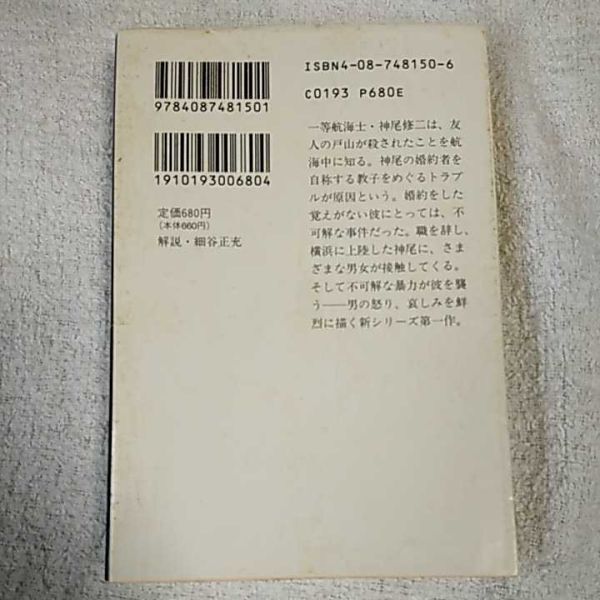 ISBN4-08-748150-6
C0193 P680E
9784087481501
1910193006804
定価680円
(本体660円)
解説・細谷正充
一等航海士・神尾修二は、友
人の戸山が殺されたことを航
海中に知る。神尾の婚約者を
自称する教子をめぐるトラブ
ルが原因という。婚約をした
覚えがない彼にとっては、不
可解な事件だった。職を辞し、
横浜に上陸した神尾に、さま
ざまな男女が接触してくる。
そして不可解な暴力が彼を襲
う──男の怒り、哀しみを鮮
烈に描く新シリーズ第一作。